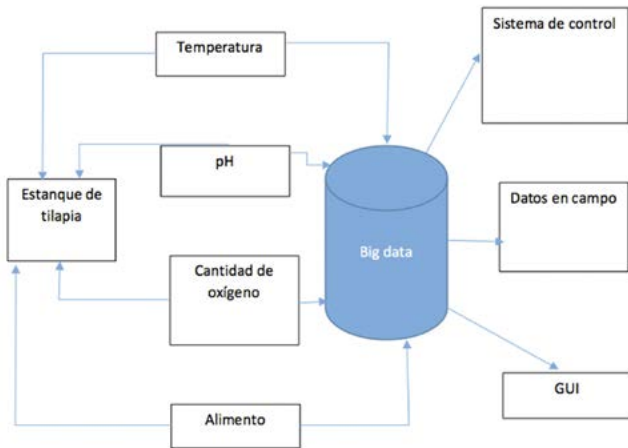 Sistema de control
Temperatura
pH
Estanque de
tilapia
Datos en campo
Big data
Cantidad de
oxígeno
GUI
Alimento